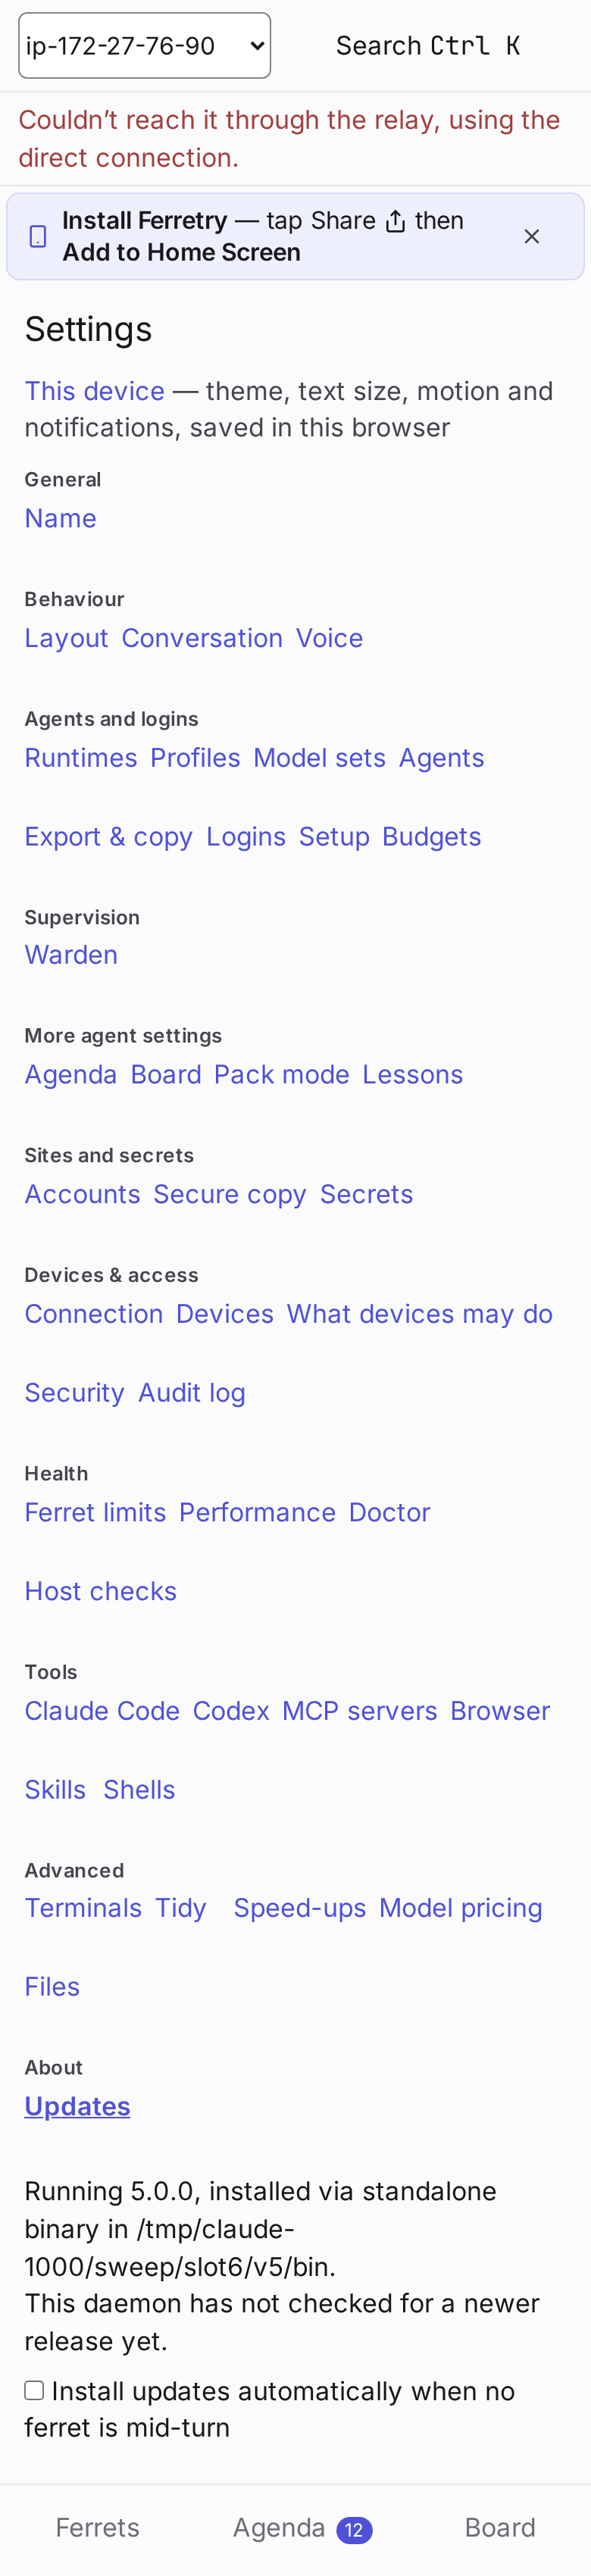 ip-172-27-76-90
Search Ctrl K
Couldn’t reach it through the relay, using the
direct connection.
Install Ferretry — tap Share then
Add to Home Screen
Settings
This device — theme, text size, motion and
notifications, saved in this browser
General
Name
Behaviour
Layout Conversation Voice
Agents and logins
Runtimes Profiles Model sets Agents
Export & copy Logins Setup Budgets
Supervision
Warden
More agent settings
Agenda Board Pack mode Lessons
Sites and secrets
Accounts Secure copy Secrets
Devices & access
Connection Devices What devices may do
Security Audit log
Health
Ferret limits Performance Doctor
Host checks
Tools
Claude Code Codex MCP servers Browser
Skills Shells
Advanced
Terminals Tidy Speed-ups Model pricing
Files
About
Updates
Running 5.0.0, installed via standalone
binary in /tmp/claude-
1000/sweep/slot6/v5/bin.
This daemon has not checked for a newer
release yet.
Install updates automatically when no
ferret is mid-turn
Ferrets Agenda 12 Board